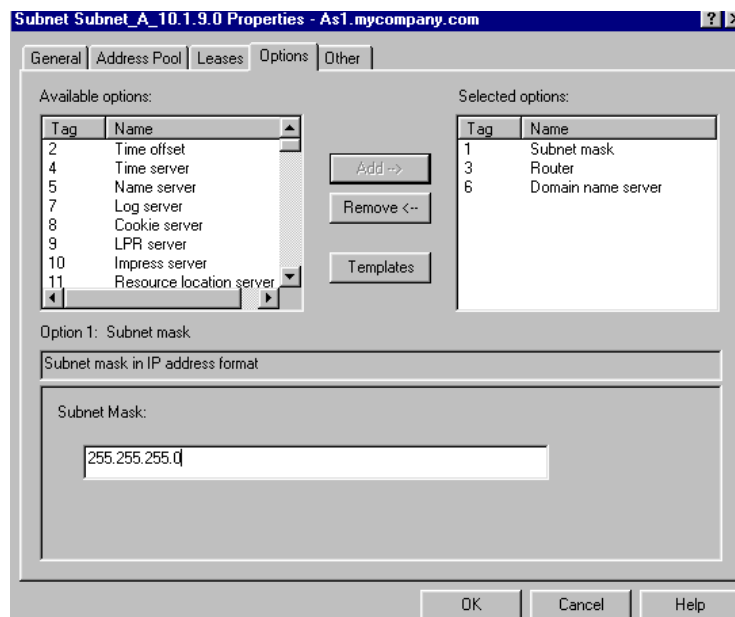 Subnet Subnet_A_10.1.9.0 Properties - As1.mycompany.com
General Address Pool Leases Options Other
Available options:
Tag Name
2 Time offset
4 Time server
5 Name server
7 Log server
8 Cookie server
9 LPR server
10 Impress server
11 Resource location server
Add -->
Remove <--
Templates
Selected options:
Tag Name
1 Subnet mask
3 Router
6 Domain name server
Option 1: Subnet mask
Subnet mask in IP address format
Subnet Mask:
255.255.255.0
OK Cancel Help